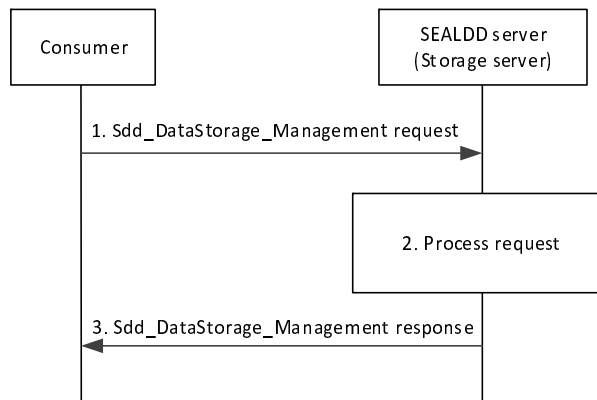 Consumer
SEALDD server
(Storage server)
1. Sdd_DataStorage_Management request
2. Process request
3. Sdd_DataStorage_Management response